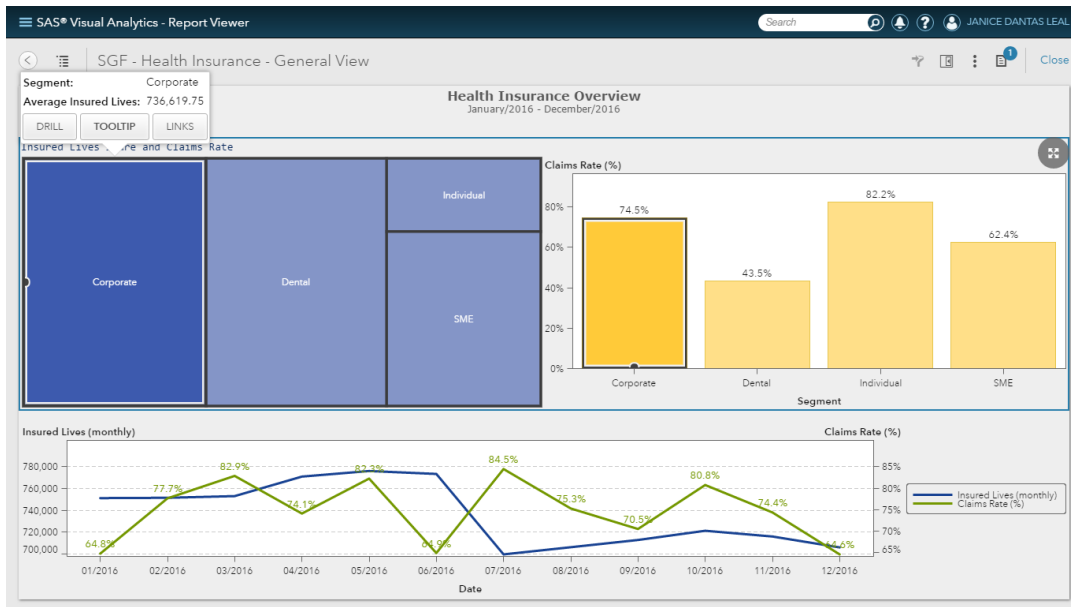 SAS® Visual Analytics - Report Viewer
Search
?
JANICE DANTAS LEAL
SGF - Health Insurance - General View
1
Close
Segment: Corporate
Average Insured Lives: 736,619.75
DRILL TOOLTIP LINKS
Health Insurance Overview
January/2016 - December/2016
Insured Lives Share and Claims Rate
Corporate
Dental
Individual
SME
Claims Rate (%)
80%
60%
40%
20%
0%
74.5%
43.5%
82.2%
62.4%
Corporate Dental Individual SME
Segment
Insured Lives (monthly)
Claims Rate (%)
780,000
760,000
740,000
720,000
700,000
64.8%
77.7%
82.9%
74.1%
82.3%
64.9%
84.5%
75.3%
70.5%
80.8%
74.4%
64.6%
85%
80%
75%
70%
65%
01/2016 02/2016 03/2016 04/2016 05/2016 06/2016 07/2016 08/2016 09/2016 10/2016 11/2016 12/2016
Date
Insured Lives (monthly)
Claims Rate (%)